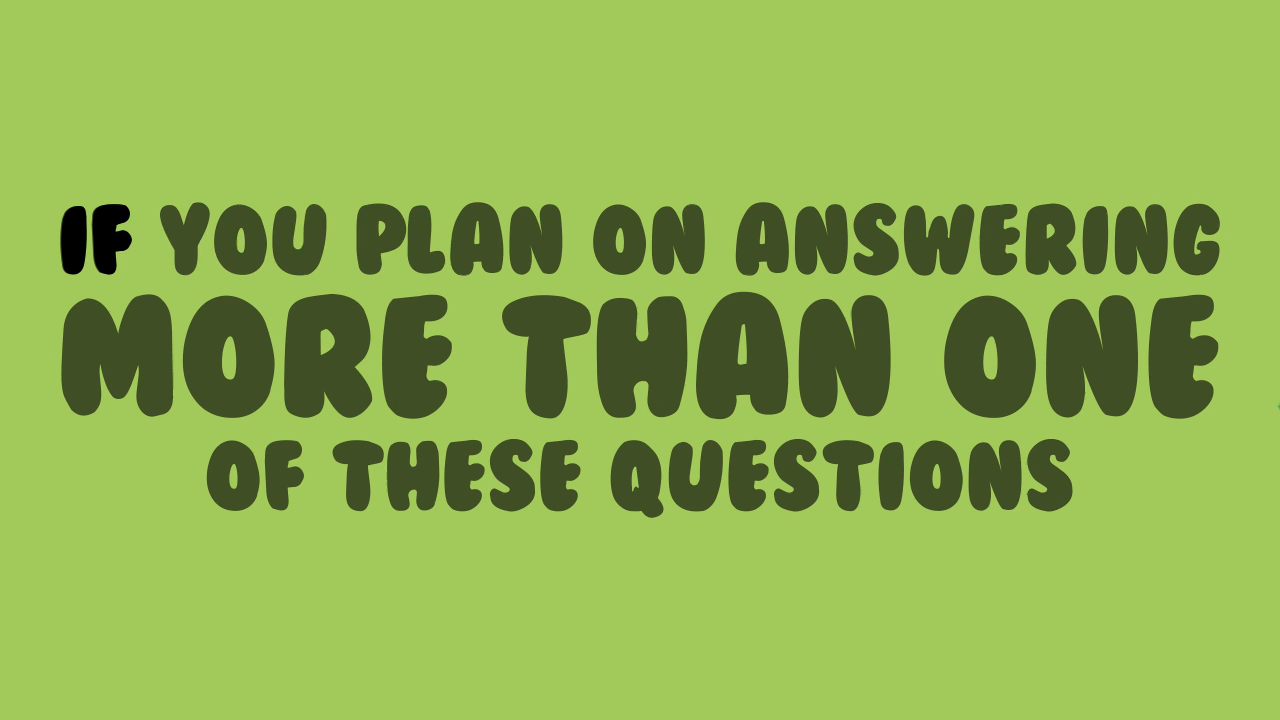 IF YOU PLAN ON ANSWERING
MORE THAN ONE
OF THESE QUESTIONS